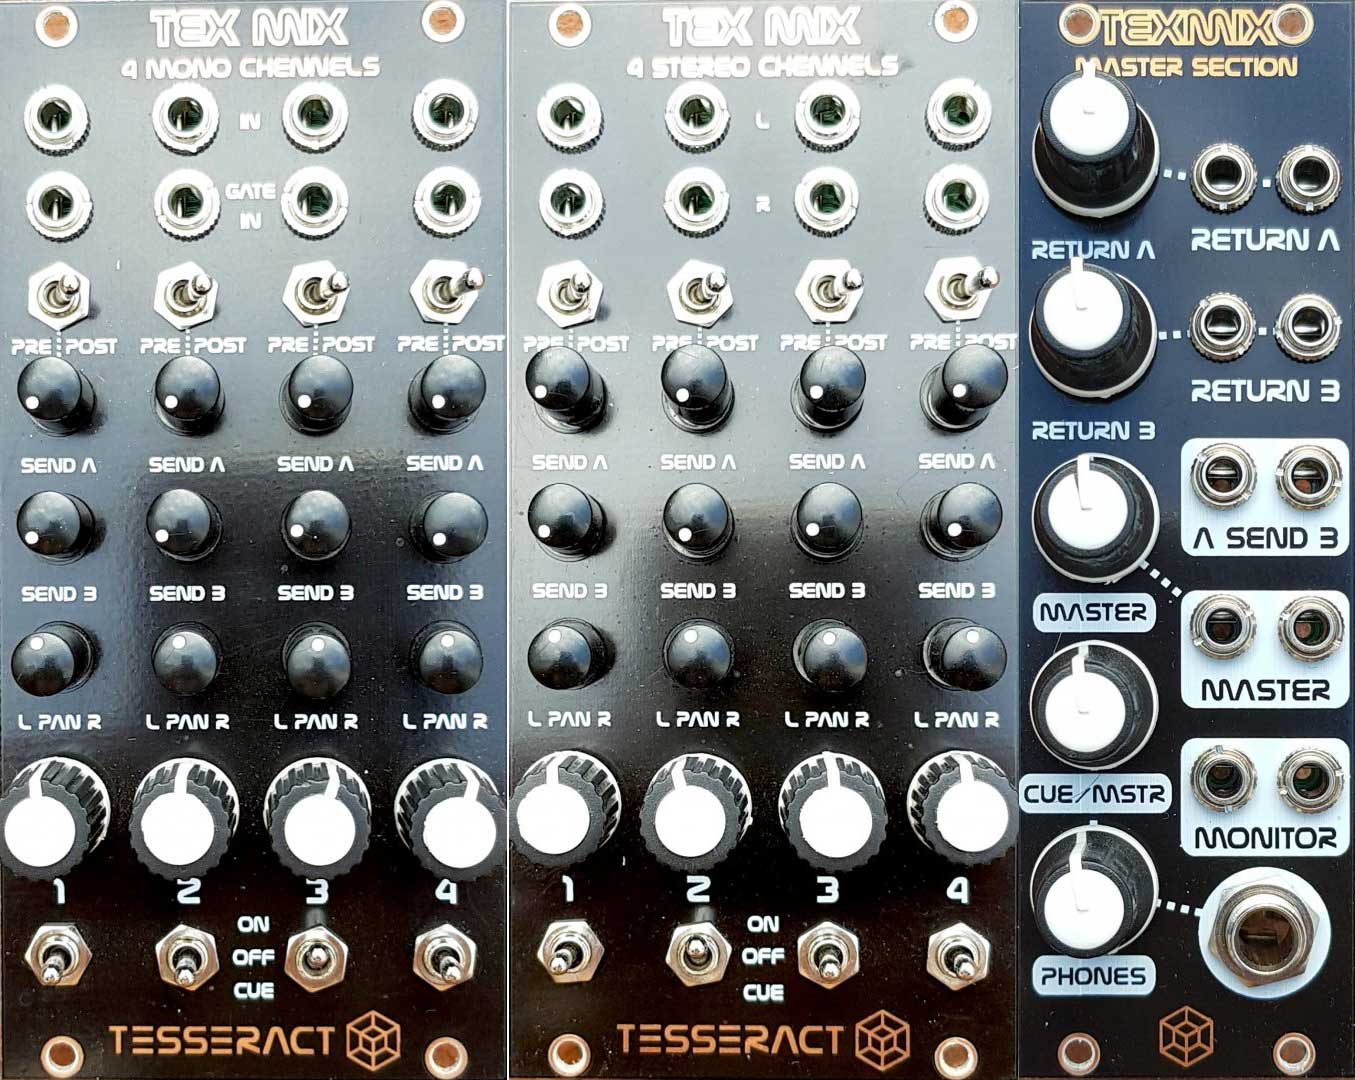 TEX MIX
4 MONO CHENNELS
IN
GATE
IN
PRE POST PRE POST PRE POST PRE POST
SEND A SEND A SEND A SEND A
SEND B SEND B SEND B SEND B
L PAN R L PAN R L PAN R L PAN R
1 2 3 4
ON
OFF
CUE
TESSERACT
TEX MIX
4 STEREO CHENNELS
L
R
PRE POST PRE POST PRE POST PRE POST
SEND A SEND A SEND A SEND A
SEND B SEND B SEND B SEND B
L PAN R L PAN R L PAN R L PAN R
1 2 3 4
ON
OFF
CUE
TESSERACT
TEXMIX
MASTER SECTION
RETURN A
RETURN A
RETURN B
RETURN B
A SEND B
MASTER
MASTER
CUE/MSTR
MONITOR
PHONES